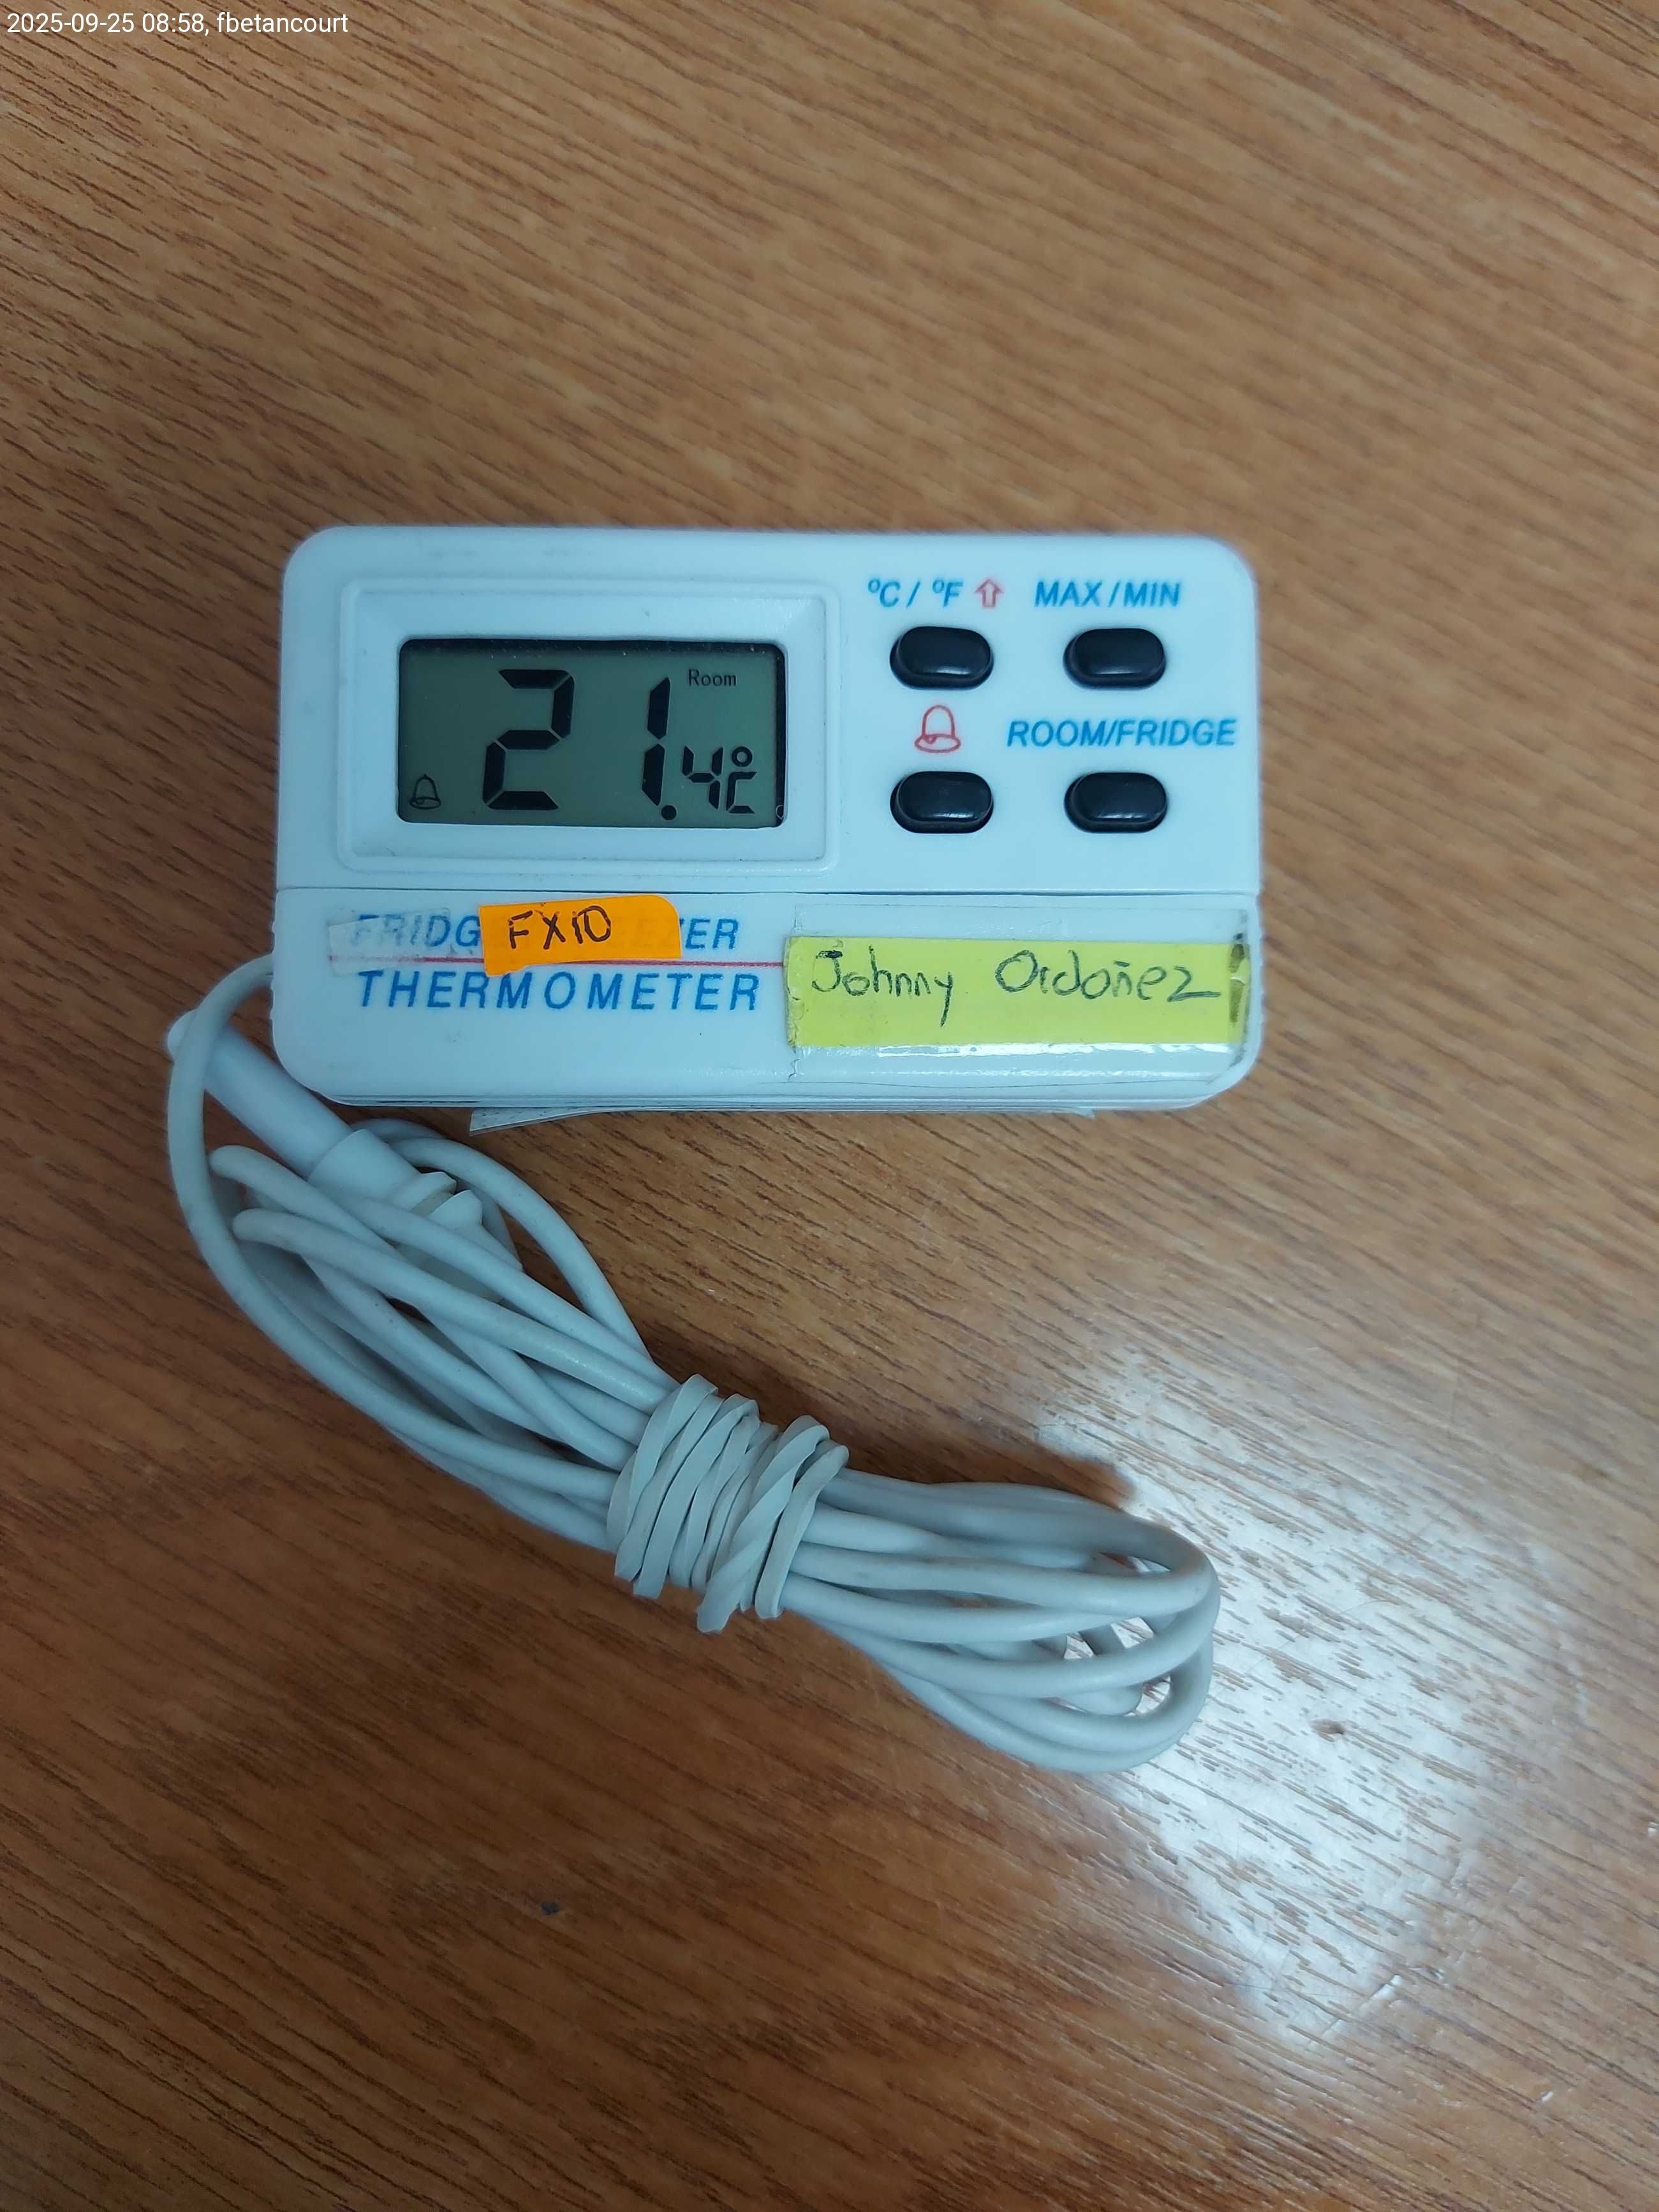 2025-09-25 08:58, fbetancourt
°C / °F ⇧ MAX/MIN
Room
21.4°C
ROOM/FRIDGE
FX10
THERMOMETER
Johnny Ordoñez